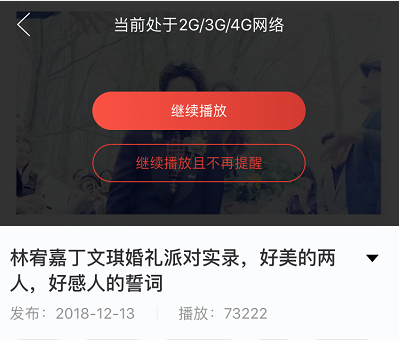 当前处于2G/3G/4G网络
继续播放
继续播放且不再提醒
林宥嘉丁文琪婚礼派对实录，好美的两
人，好感人的誓词
发布：2018-12-13
播放：73222